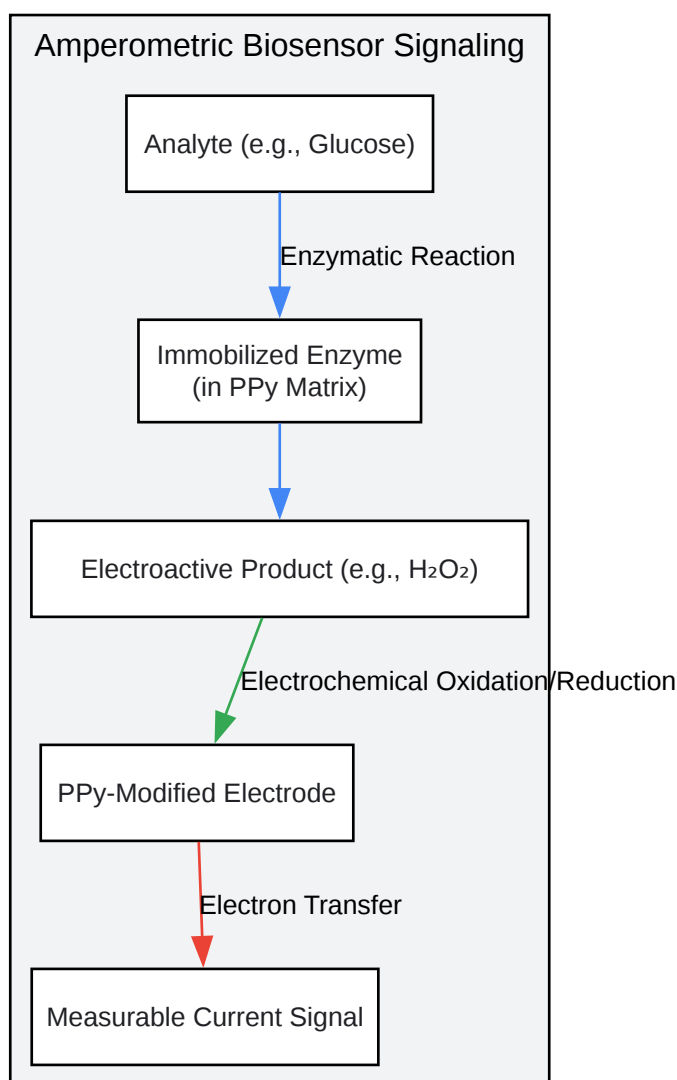 Amperometric Biosensor Signaling
Analyte (e.g., Glucose)
Enzymatic Reaction
Immobilized Enzyme
(in PPy Matrix)
Electroactive Product (e.g., H₂O₂)
Electrochemical Oxidation/Reduction
PPy-Modified Electrode
Electron Transfer
Measurable Current Signal